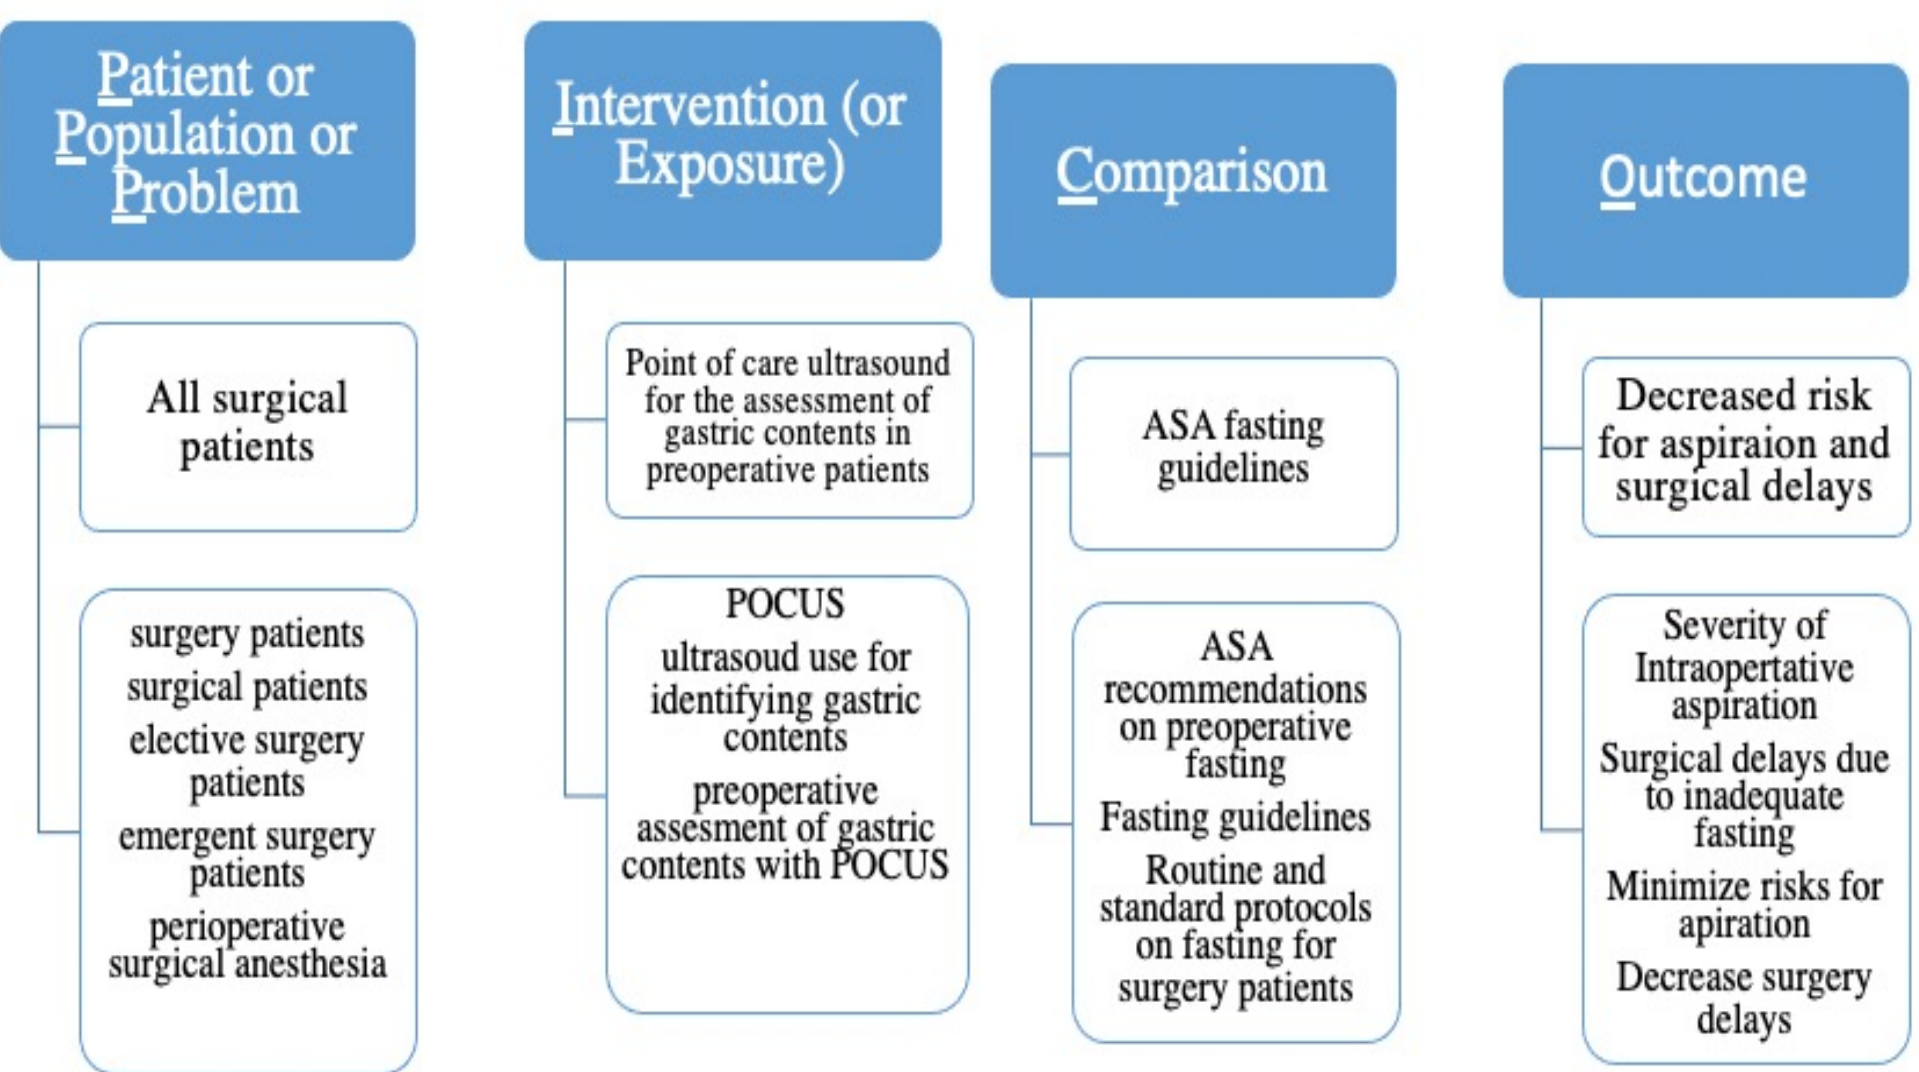 Patient or
Population or
Problem
All surgical
patients
surgery patients
surgical patients
elective surgery
patients
emergent surgery
patients
perioperative
surgical anesthesia
Intervention (or
Exposure)
Point of care ultrasound
for the assessment of
gastric contents in
preoperative patients
POCUS
ultrasoud use for
identifying gastric
contents
preoperative
assesment of gastric
contents with POCUS
Comparison
ASA fasting
guidelines
ASA
recommendations
on preoperative
fasting
Fasting guidelines
Routine and
standard protocols
on fasting for
surgery patients
Outcome
Decreased risk
for aspiraion and
surgical delays
Severity of
Intraopertative
aspiration
Surgical delays due
to inadequate
fasting
Minimize risks for
apiration
Decrease surgery
delays